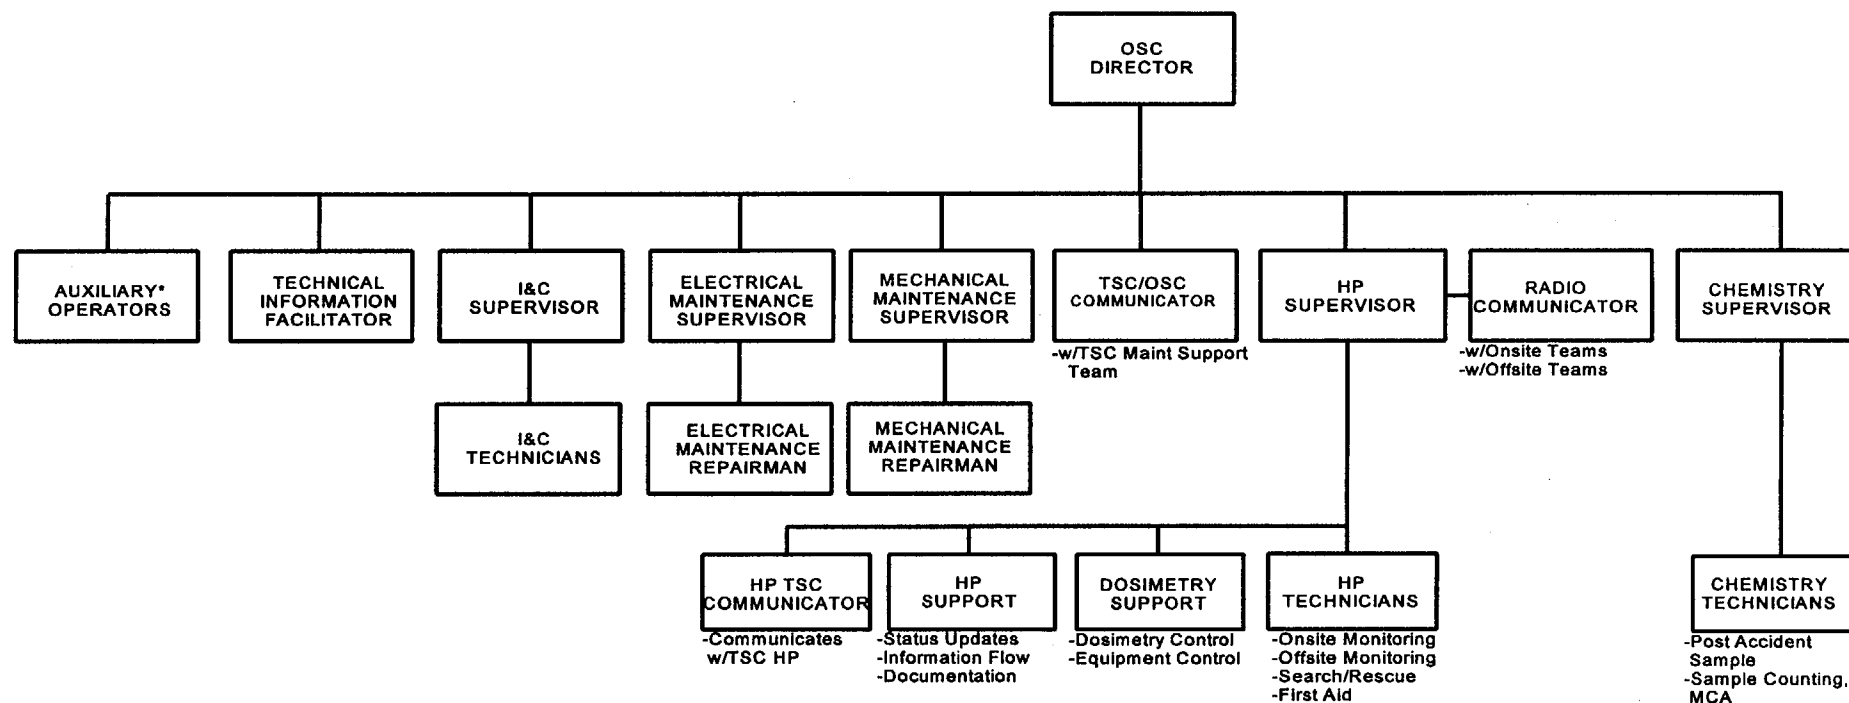 OSC
DIRECTOR
AUXILIARY*
OPERATORS
TECHNICAL
INFORMATION
FACILITATOR
I&C
SUPERVISOR
ELECTRICAL
MAINTENANCE
SUPERVISOR
MECHANICAL
MAINTENANCE
SUPERVISOR
TSC/OSC
COMMUNICATOR
-w/TSC Maint Support
Team
HP
SUPERVISOR
RADIO
COMMUNICATOR
-w/Onsite Teams
-w/Offsite Teams
CHEMISTRY
SUPERVISOR
I&C
TECHNICIANS
ELECTRICAL
MAINTENANCE
REPAIRMAN
MECHANICAL
MAINTENANCE
REPAIRMAN
HP TSC
COMMUNICATOR
-Communicates
w/TSC HP
HP
SUPPORT
-Status Updates
-Information Flow
-Documentation
DOSIMETRY
SUPPORT
-Dosimetry Control
-Equipment Control
HP
TECHNICIANS
-Onsite Monitoring
-Offsite Monitoring
-Search/Rescue
-First Aid
CHEMISTRY
TECHNICIANS
-Post Accident
Sample
-Sample Counting,
MCA